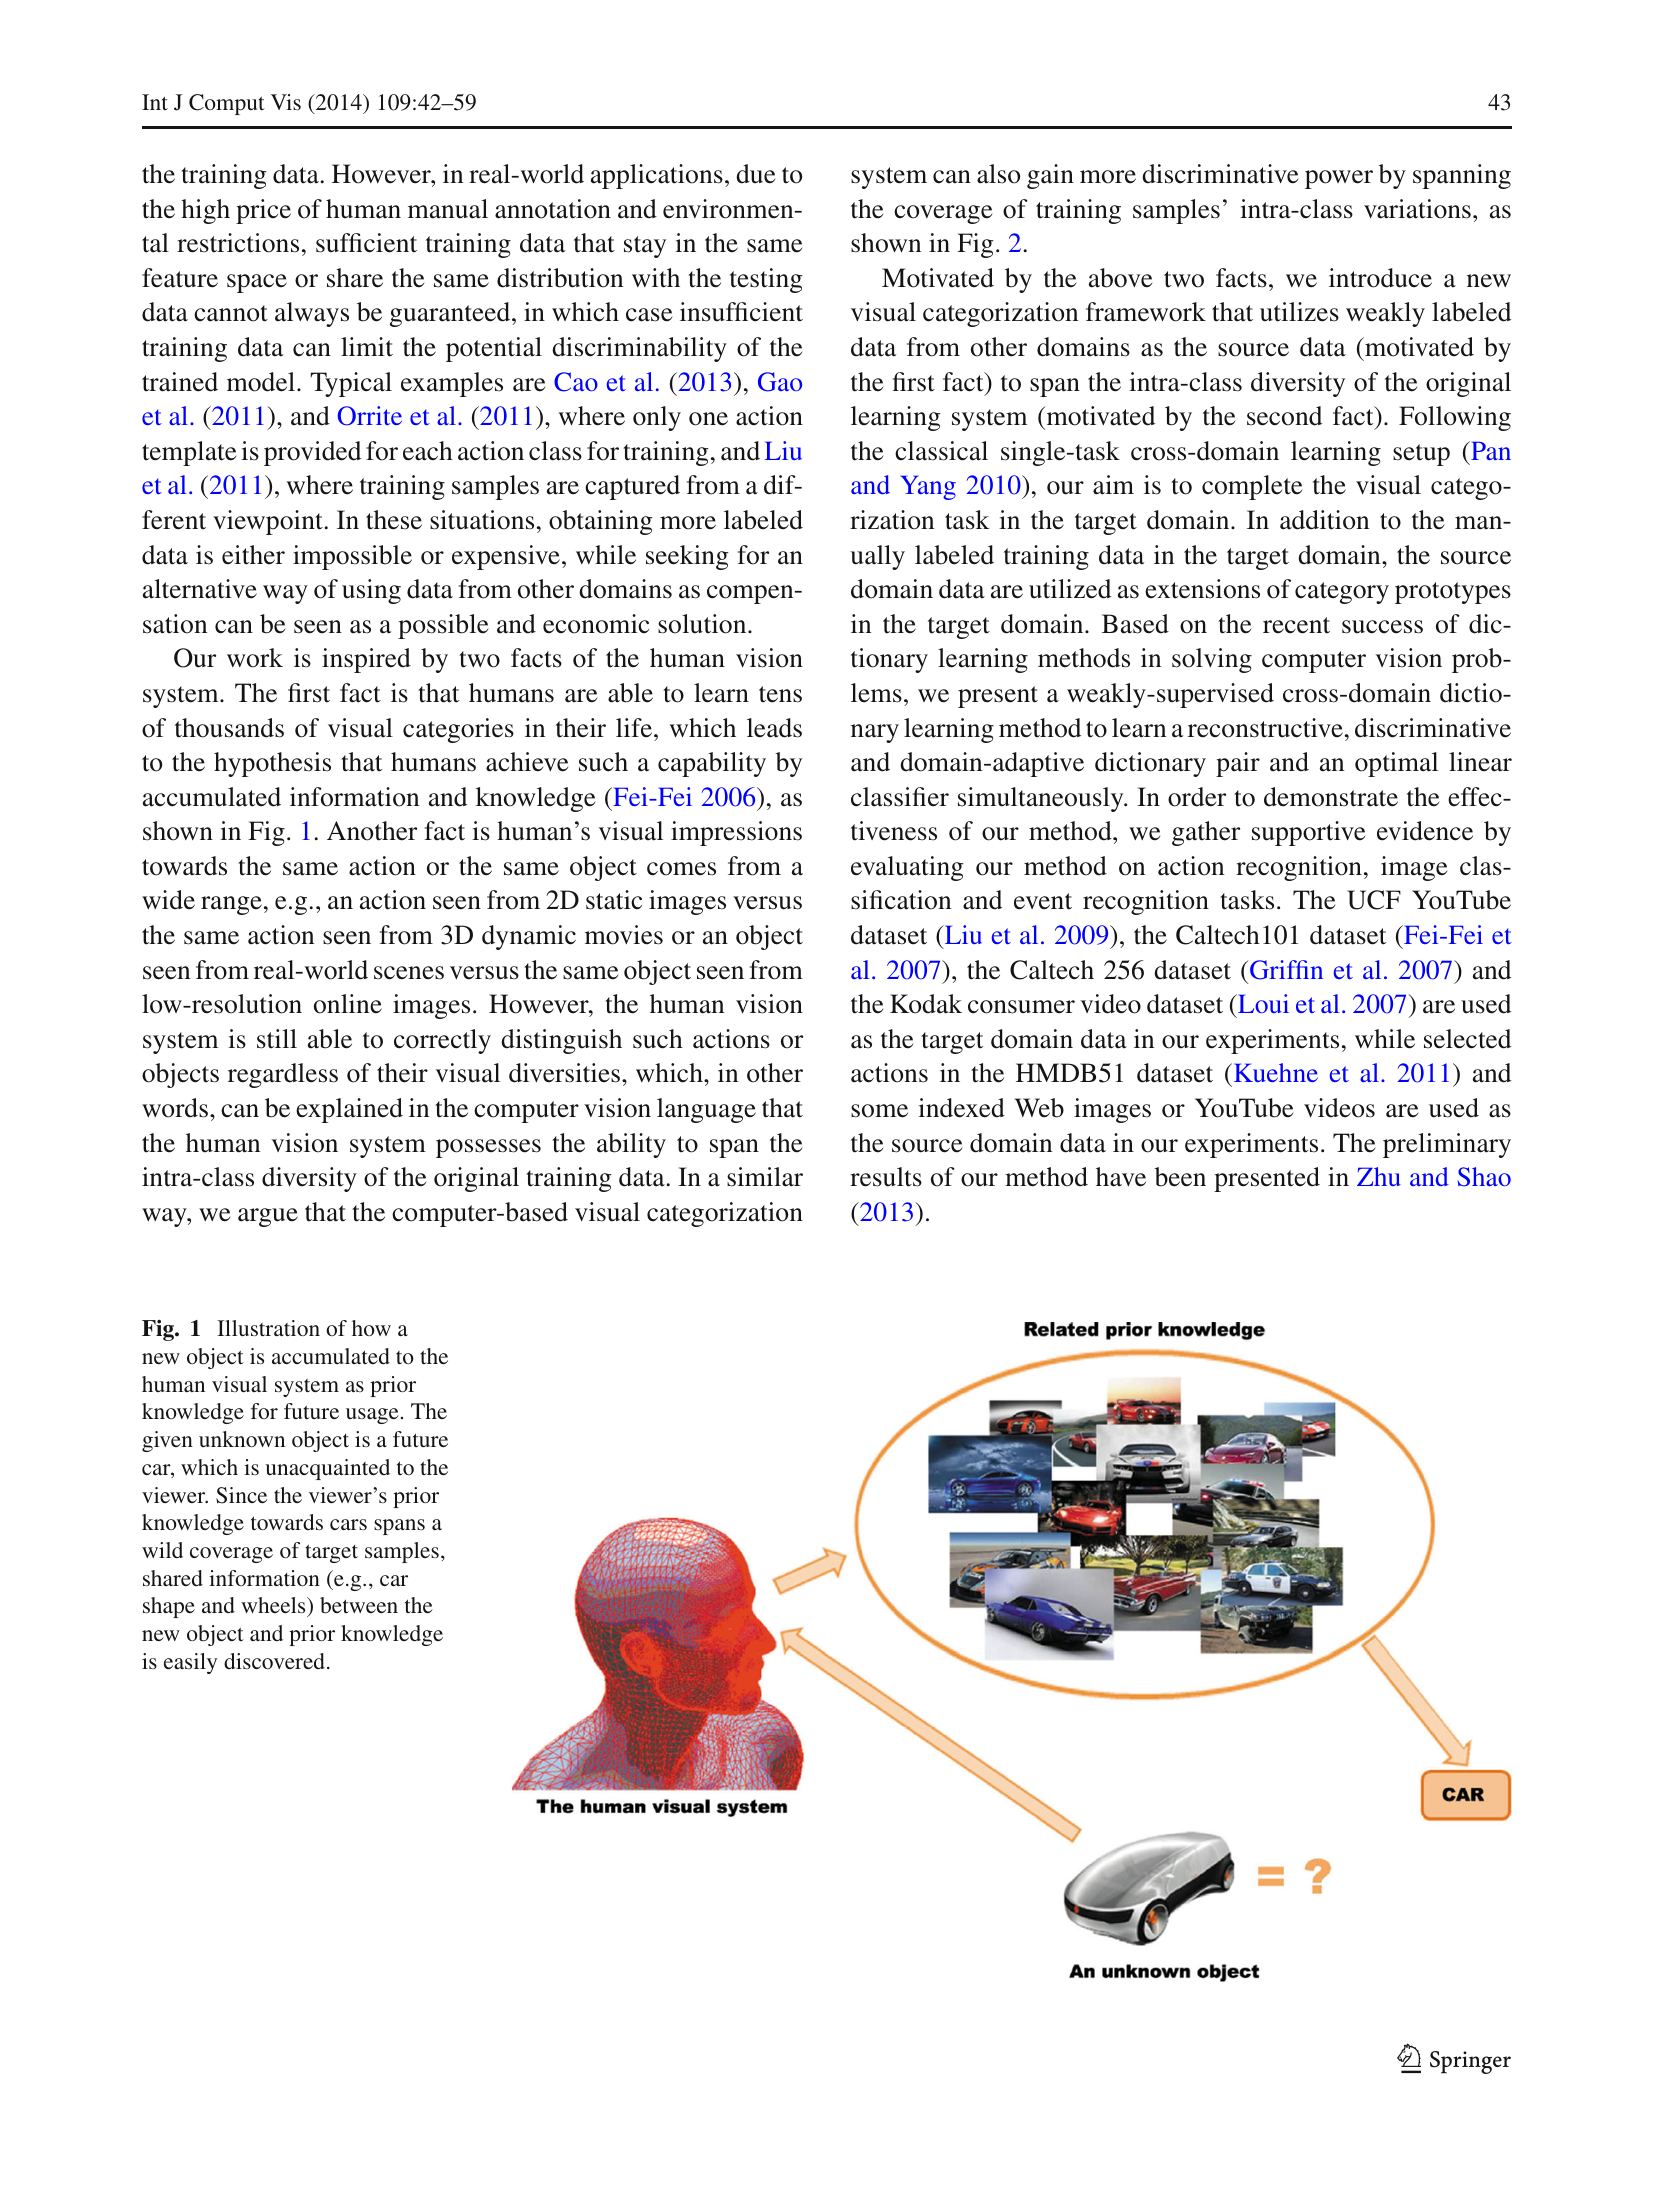 Int J Comput Vis (2014) 109:42–59
43
the training data. However, in real-world applications, due to
the high price of human manual annotation and environmen-
tal restrictions, sufficient training data that stay in the same
feature space or share the same distribution with the testing
data cannot always be guaranteed, in which case insufficient
training data can limit the potential discriminability of the
trained model. Typical examples are Cao et al. (2013), Gao
et al. (2011), and Orrite et al. (2011), where only one action
template is provided for each action class for training, and Liu
et al. (2011), where training samples are captured from a dif-
ferent viewpoint. In these situations, obtaining more labeled
data is either impossible or expensive, while seeking for an
alternative way of using data from other domains as compen-
sation can be seen as a possible and economic solution.
Our work is inspired by two facts of the human vision
system. The first fact is that humans are able to learn tens
of thousands of visual categories in their life, which leads
to the hypothesis that humans achieve such a capability by
accumulated information and knowledge (Fei-Fei 2006), as
shown in Fig. 1. Another fact is human's visual impressions
towards the same action or the same object comes from a
wide range, e.g., an action seen from 2D static images versus
the same action seen from 3D dynamic movies or an object
seen from real-world scenes versus the same object seen from
low-resolution online images. However, the human vision
system is still able to correctly distinguish such actions or
objects regardless of their visual diversities, which, in other
words, can be explained in the computer vision language that
the human vision system possesses the ability to span the
intra-class diversity of the original training data. In a similar
way, we argue that the computer-based visual categorization
system can also gain more discriminative power by spanning
the coverage of training samples' intra-class variations, as
shown in Fig. 2.
Motivated by the above two facts, we introduce a new
visual categorization framework that utilizes weakly labeled
data from other domains as the source data (motivated by
the first fact) to span the intra-class diversity of the original
learning system (motivated by the second fact). Following
the classical single-task cross-domain learning setup (Pan
and Yang 2010), our aim is to complete the visual catego-
rization task in the target domain. In addition to the man-
ually labeled training data in the target domain, the source
domain data are utilized as extensions of category prototypes
in the target domain. Based on the recent success of dic-
tionary learning methods in solving computer vision prob-
lems, we present a weakly-supervised cross-domain dictio-
nary learning method to learn a reconstructive, discriminative
and domain-adaptive dictionary pair and an optimal linear
classifier simultaneously. In order to demonstrate the effec-
tiveness of our method, we gather supportive evidence by
evaluating our method on action recognition, image clas-
sification and event recognition tasks. The UCF YouTube
dataset (Liu et al. 2009), the Caltech101 dataset (Fei-Fei et
al. 2007), the Caltech 256 dataset (Griffin et al. 2007) and
the Kodak consumer video dataset (Loui et al. 2007) are used
as the target domain data in our experiments, while selected
actions in the HMDB51 dataset (Kuehne et al. 2011) and
some indexed Web images or YouTube videos are used as
the source domain data in our experiments. The preliminary
results of our method have been presented in Zhu and Shao
(2013).
Fig. 1 Illustration of how a
new object is accumulated to the
human visual system as prior
knowledge for future usage. The
given unknown object is a future
car, which is unacquainted to the
viewer. Since the viewer's prior
knowledge towards cars spans a
wild coverage of target samples,
shared information (e.g., car
shape and wheels) between the
new object and prior knowledge
is easily discovered.
Related prior knowledge
The human visual system
CAR
= ?
An unknown object
Springer